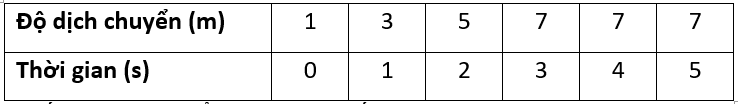 Độ dịch chuyển (m) 1 3 5 7 7 7
Thời gian (s) 0 1 2 3 4 5